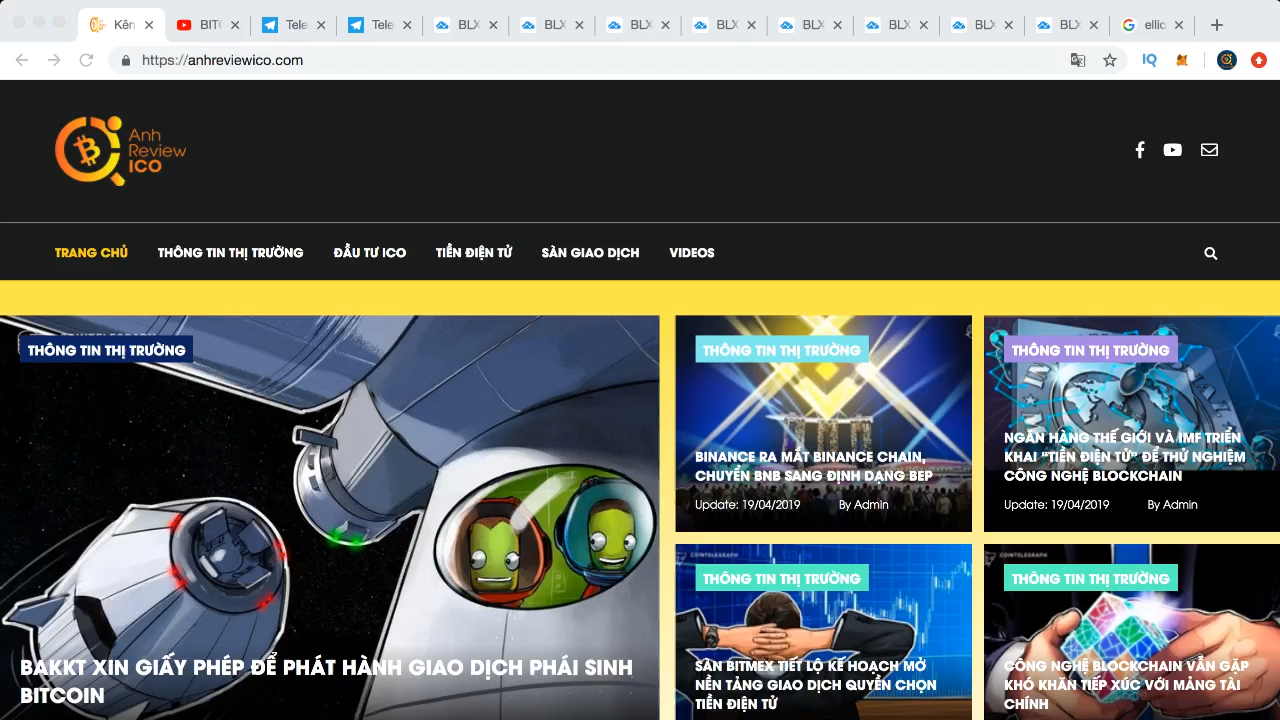 Kên
BIT
Tele
Tele
BLX
BLX
BLX
BLX
BLX
BLX
BLX
BLX
https://anhreviewico.com
IQ
Anh
Review
ICO
TRANG CHỦ
THÔNG TIN THỊ TRƯỜNG
ĐẦU TƯ ICO
TIỀN ĐIỆN TỬ
SÀN GIAO DỊCH
VIDEOS
THÔNG TIN THỊ TRƯỜNG
BAKKT XIN GIẤY PHÉP ĐỂ PHÁT HÀNH GIAO DỊCH PHÁI SINH
BITCOIN
THÔNG TIN THỊ TRƯỜNG
BINANCE RA MẮT BINANCE CHAIN,
CHUYỂN BNB SANG ĐỊNH DẠNG BEP
Update: 19/04/2019 By Admin
THÔNG TIN THỊ TRƯỜNG
NGÂN HÀNG THẾ GIỚI VÀ IMF TRIỂN
KHAI “TIỀN ĐIỆN TỬ” ĐỂ THỬ NGHIỆM
CÔNG NGHỆ BLOCKCHAIN
Update: 19/04/2019 By Admin
COINTELEGRAPH
THÔNG TIN THỊ TRƯỜNG
SÀN BITMEX TIẾT LỘ KẾ HOẠCH MỞ
NỀN TẢNG GIAO DỊCH QUYỀN CHỌN
TIỀN ĐIỆN TỬ
COINTELEGRAPH
THÔNG TIN THỊ TRƯỜNG
CÔNG NGHỆ BLOCKCHAIN VẪN GẶP
KHÓ KHĂN TIẾP XÚC VỚI MẢNG TÀI
CHÍNH